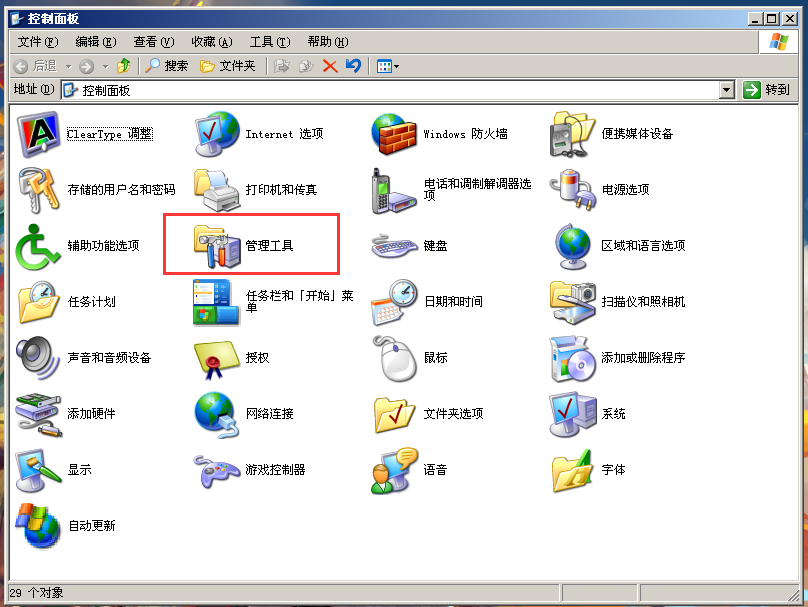 控制面板
文件(F) 编辑(E) 查看(V) 收藏(A) 工具(T) 帮助(H)
后退 搜索 文件夹
地址(D) 控制面板 转到
ClearType 调整 Internet 选项 Windows 防火墙 便携媒体设备
存储的用户名和密码 打印机和传真 电话和调制解调器选项 电源选项
辅助功能选项 管理工具 键盘 区域和语言选项
任务计划 任务栏和「开始」菜单 日期和时间 扫描仪和照相机
声音和音频设备 授权 鼠标 添加或删除程序
添加硬件 网络连接 文件夹选项 系统
显示 游戏控制器 语音 字体
自动更新
29 个对象